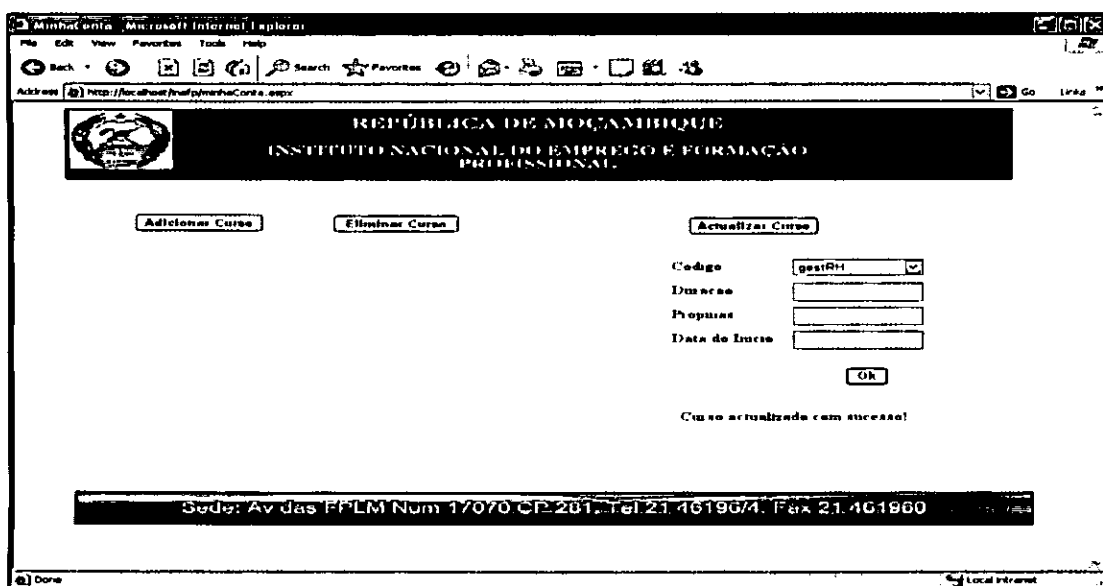 MinhaConta Microsoft Internet Explorer
File Edit View Favorites Tools Help
Back Search Favorites
Address http://localhost/inefp/minhaConta.aspx Go Links
REPÚBLICA DE MOÇAMBIQUE
INSTITUTO NACIONAL DO EMPREGO E FORMAÇÃO
PROFISSIONAL
Adicionar Curso Eliminar Curso Actualizar Curso
Codigo gestRH
Duracao
Propinas
Data do Inicio
Ok
Curso actualizado com sucesso!
Sede: Av das FPLM Num 17070 CP 281, Tel 21 46196/4, Fax 21 461960
Done Local intranet